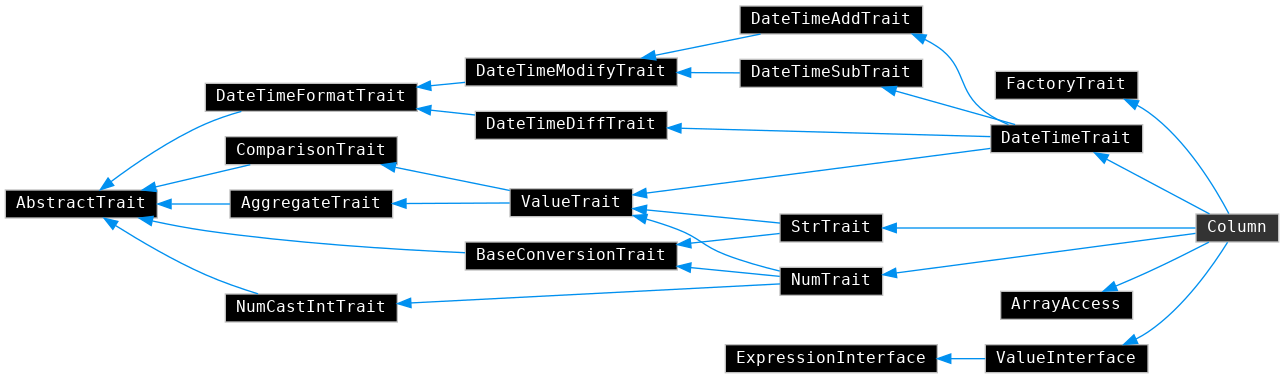 DateTimeAddTrait
DateTimeModifyTrait
DateTimeSubTrait
FactoryTrait
DateTimeFormatTrait
DateTimeDiffTrait
DateTimeTrait
ComparisonTrait
AbstractTrait
AggregateTrait
ValueTrait
StrTrait
Column
BaseConversionTrait
NumTrait
NumCastIntTrait
ArrayAccess
ExpressionInterface
ValueInterface